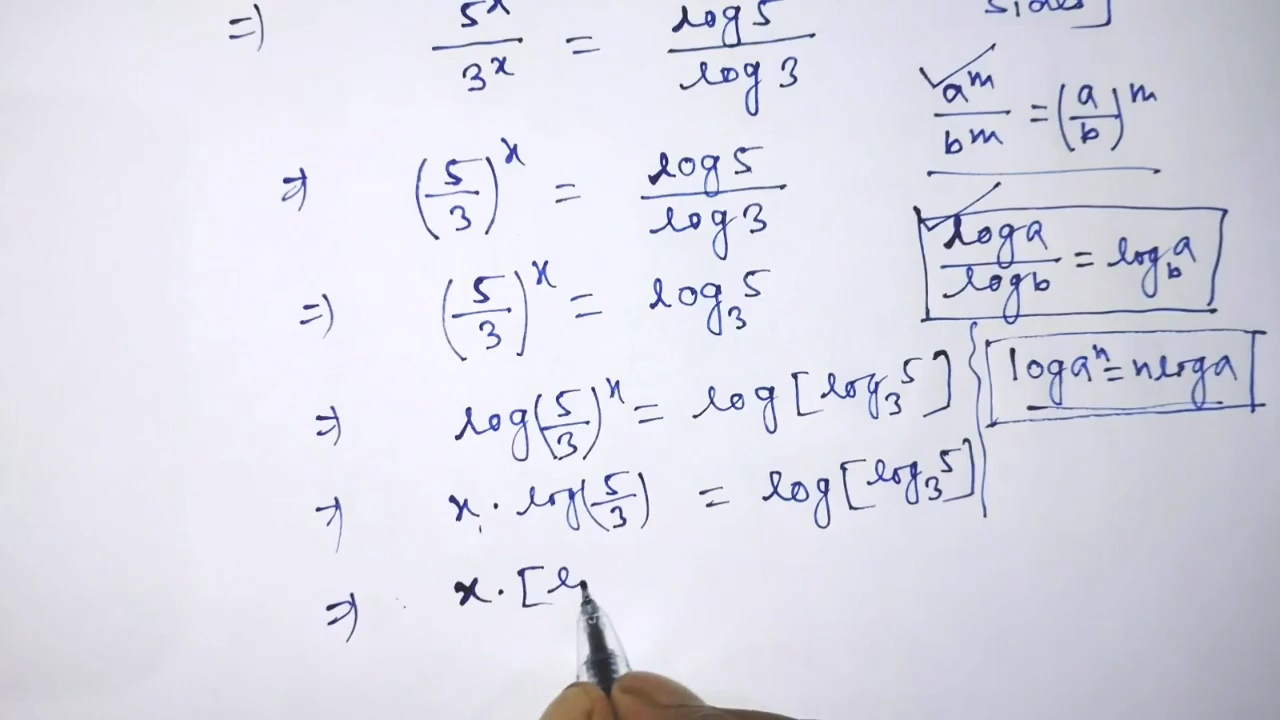 ⇒ 5^x / 3^x = log 5 / log 3
sides]
a^m / b^m = (a/b)^m
⇒ (5/3)^x = log 5 / log 3
log a / log b = log_b a
⇒ (5/3)^x = log_3 5
log a^n = n log a
⇒ log(5/3)^x = log [log_3 5]
⇒ x · log(5/3) = log [log_3 5]
⇒ x · [l